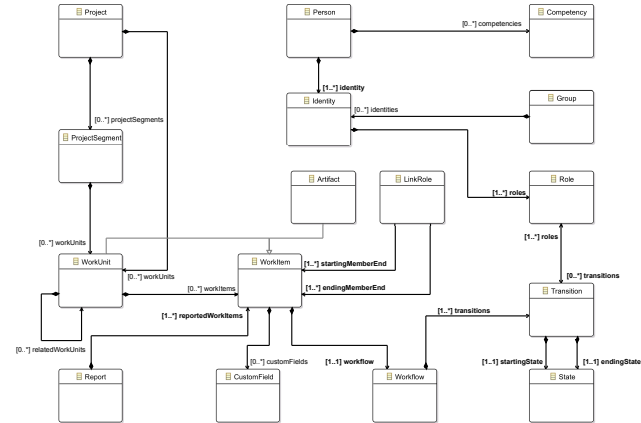 Project
Person
Competency
[0..*] competencies
[1..*] identity
Identity
Group
[0..*] identities
[0..*] projectSegments
ProjectSegment
Artifact
LinkRole
Role
[1..*] roles
[1..*] roles
[0..*] workUnits
[1..*] startingMemberEnd
WorkUnit
WorkItem
[0..*] workUnits
[0..*] transitions
[0..*] workItems
[1..*] endingMemberEnd
Transition
[1..*] reportedWorkItems
[1..*] transitions
[0..*] relatedWorkUnits
[0..*] customFields
[1..1] workflow
[1..1] startingState
[1..1] endingState
Report
CustomField
Workflow
State